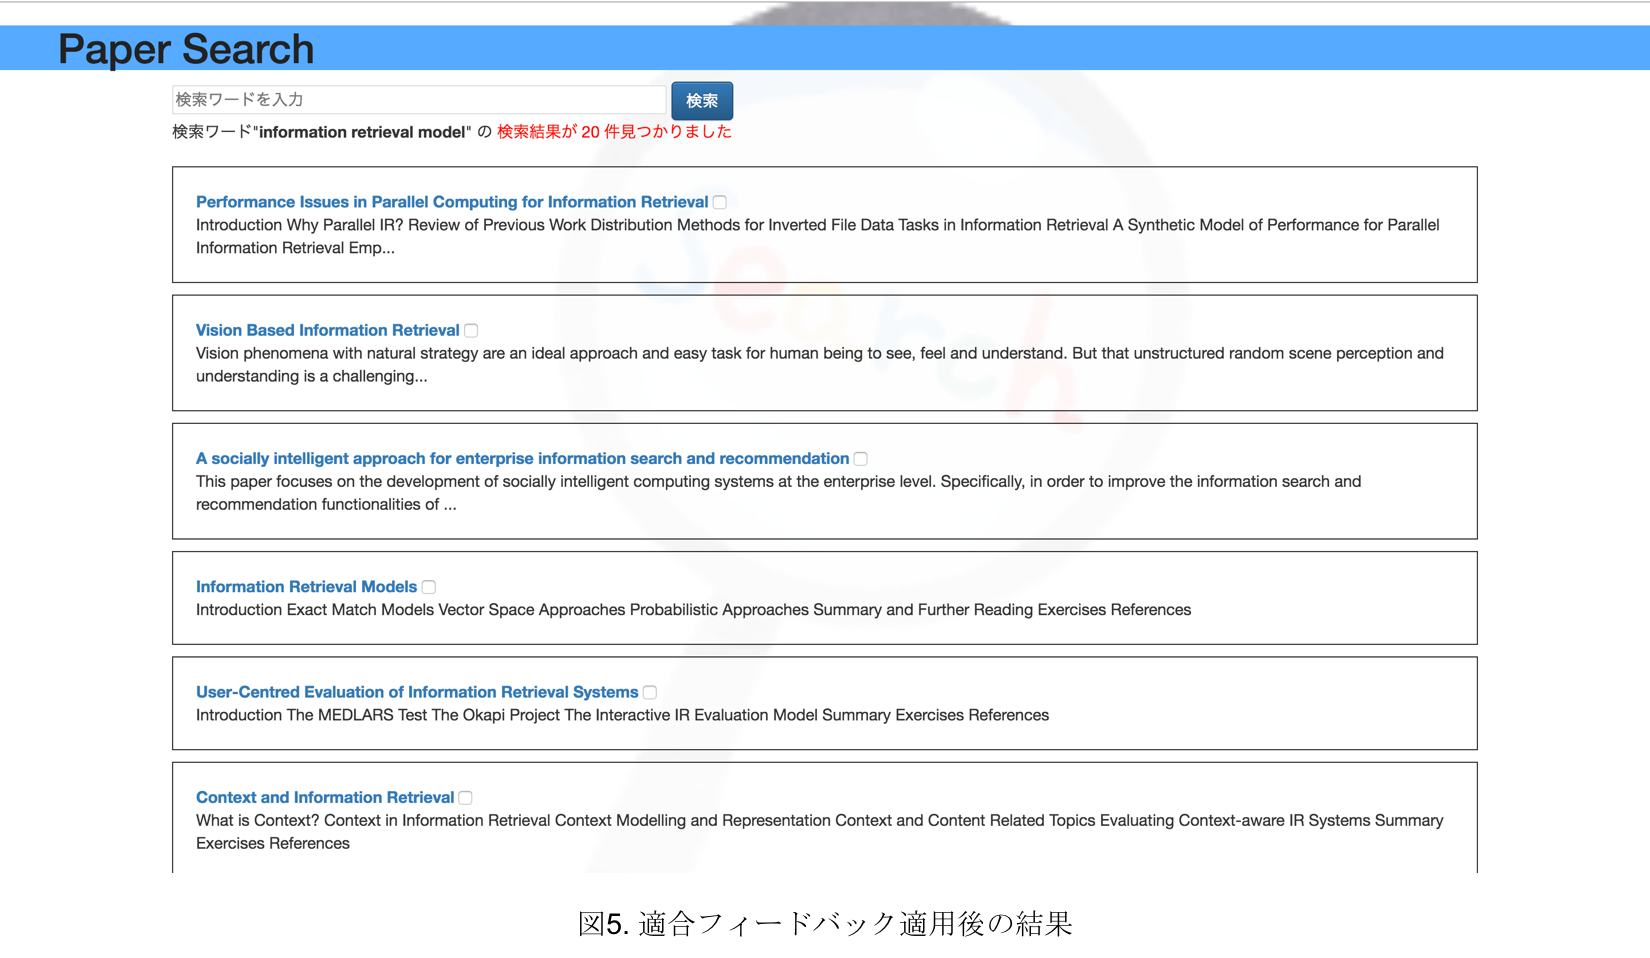 Paper Search
検索ワードを入力
検索
検索ワード"information retrieval model" の 検索結果が 20 件見つかりました
Search
Performance Issues in Parallel Computing for Information Retrieval
Introduction Why Parallel IR? Review of Previous Work Distribution Methods for Inverted File Data Tasks in Information Retrieval A Synthetic Model of Performance for Parallel
Information Retrieval Emp...
Vision Based Information Retrieval
Vision phenomena with natural strategy are an ideal approach and easy task for human being to see, feel and understand. But that unstructured random scene perception and
understanding is a challenging...
A socially intelligent approach for enterprise information search and recommendation
This paper focuses on the development of socially intelligent computing systems at the enterprise level. Specifically, in order to improve the information search and
recommendation functionalities of ...
Information Retrieval Models
Introduction Exact Match Models Vector Space Approaches Probabilistic Approaches Summary and Further Reading Exercises References
User-Centred Evaluation of Information Retrieval Systems
Introduction The MEDLARS Test The Okapi Project The Interactive IR Evaluation Model Summary Exercises References
Context and Information Retrieval
What is Context? Context in Information Retrieval Context Modelling and Representation Context and Content Related Topics Evaluating Context-aware IR Systems Summary
Exercises References
図5. 適合フィードバック適用後の結果